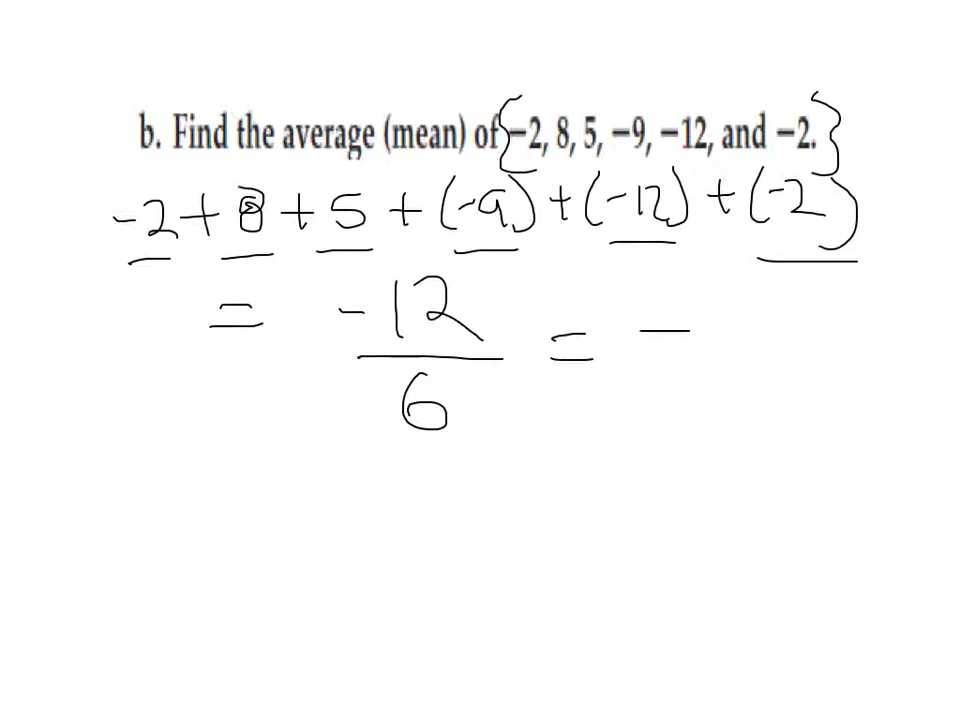 b. Find the average (mean) of {−2, 8, 5, −9, −12, and −2.}
-2 + 8 + 5 + (-9) + (-12) + (-2)
= -12/6 = -